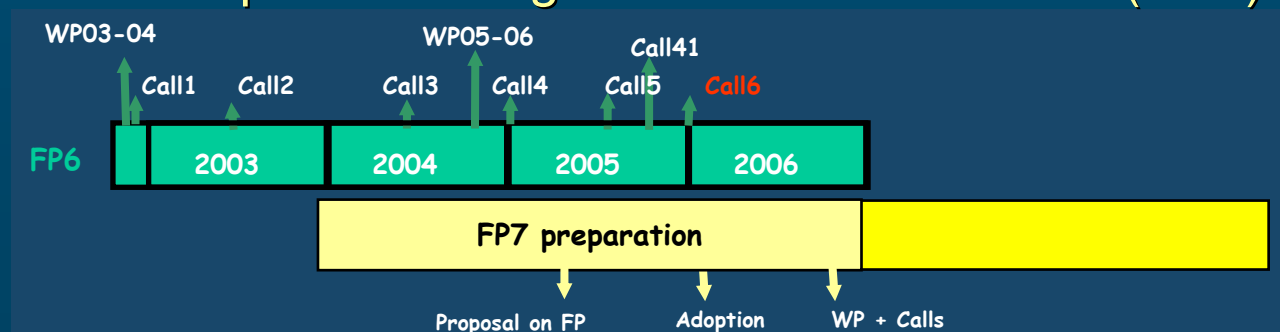 WP03-04
WP05-06
Call41
Call1
Call2
Call3
Call4
Call5
Call6
FP6
2003
2004
2005
2006
FP7 preparation
Proposal on FP
Adoption
WP + Calls